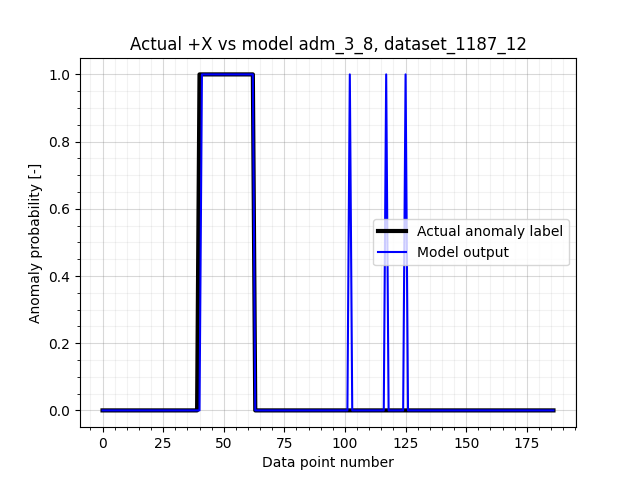 Actual +X vs model adm_3_8, dataset_1187_12
1.0
0.8
0.6
0.4
0.2
0.0
Anomaly probability [-]
Actual anomaly label
Model output
0 25 50 75 100 125 150 175
Data point number